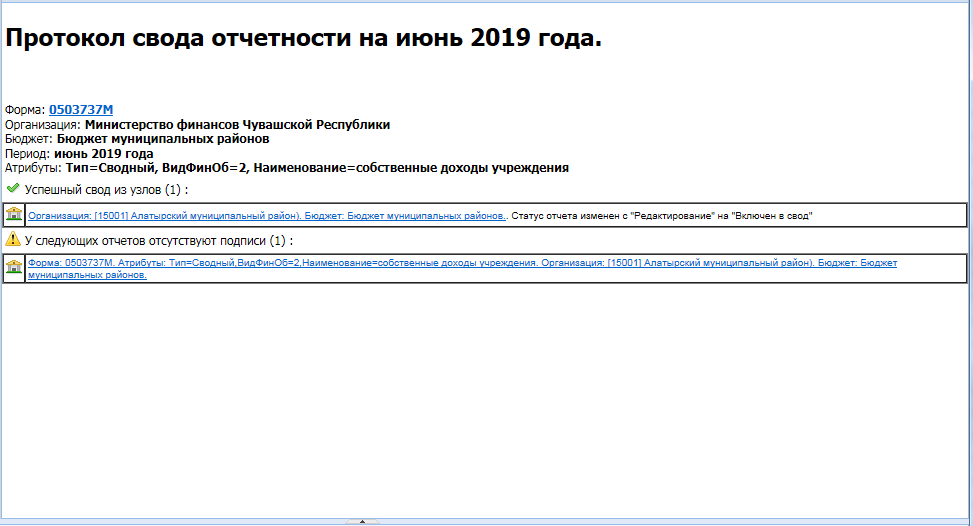 Протокол свода отчетности на июнь 2019 года.
Форма: 0503737М
Организация: Министерство финансов Чувашской Республики
Бюджет: Бюджет муниципальных районов
Период: июнь 2019 года
Атрибуты: Тип=Сводный, ВидФинОб=2, Наименование=собственные доходы учреждения
Успешный свод из узлов (1) :
Организация: [15001] Алатырский муниципальный район). Бюджет: Бюджет муниципальных районов.. Статус отчета изменен с "Редактирование" на "Включен в свод"
У следующих отчетов отсутствуют подписи (1) :
Форма: 0503737М. Атрибуты: Тип=Сводный,ВидФинОб=2,Наименование=собственные доходы учреждения. Организация: [15001] Алатырский муниципальный район). Бюджет: Бюджет
муниципальных районов.